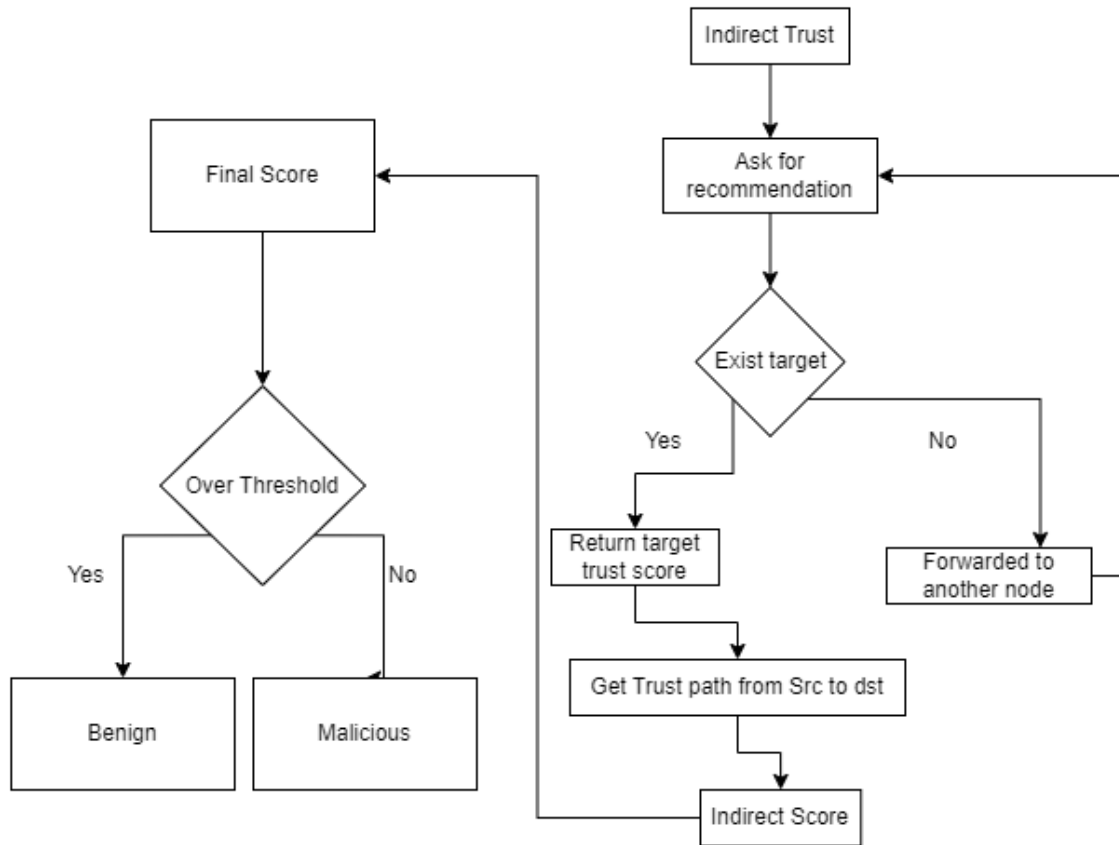 Indirect Trust
Ask for
recommendation
Exist target
Yes
No
Return target
trust score
Forwarded to
another node
Get Trust path from Src to dst
Indirect Score
Final Score
Over Threshold
Yes
No
Benign
Malicious